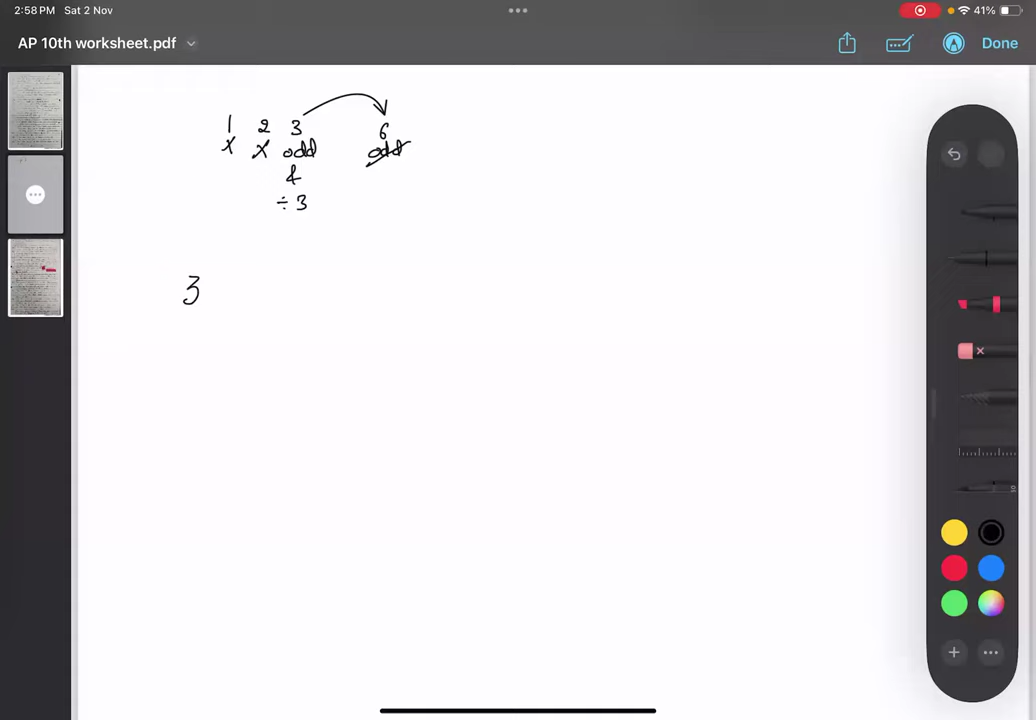 2:58 PM Sat 2 Nov
41%
AP 10th worksheet.pdf
Done
1 2 3 6
x x odd odd
&
÷3
3